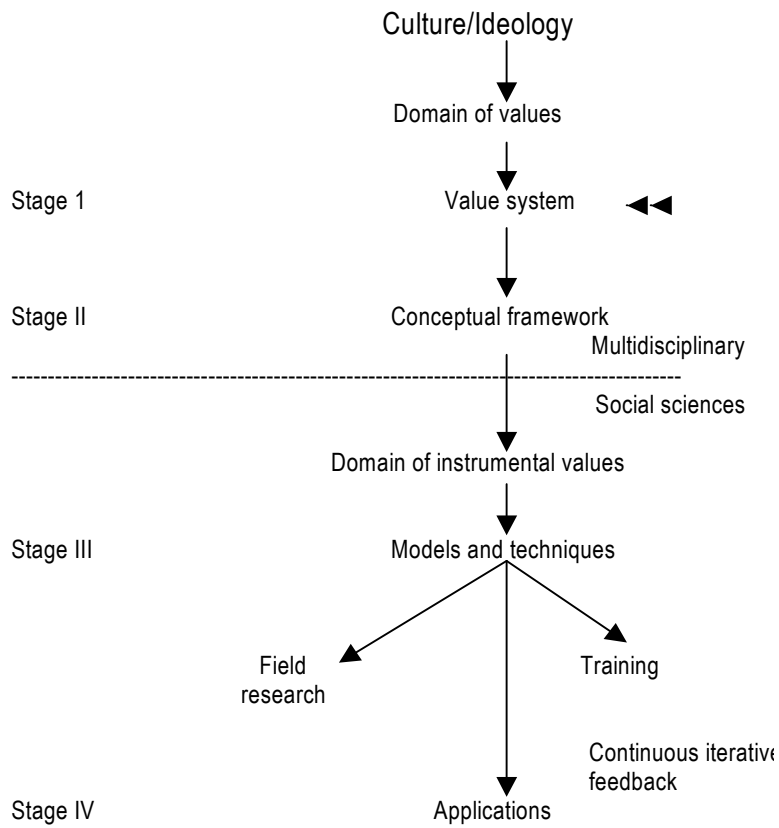 Culture/Ideology
Domain of values
Stage 1
Value system
Stage II
Conceptual framework
Multidisciplinary
Social sciences
Domain of instrumental values
Stage III
Models and techniques
Field
research
Training
Continuous iterative
feedback
Stage IV
Applications